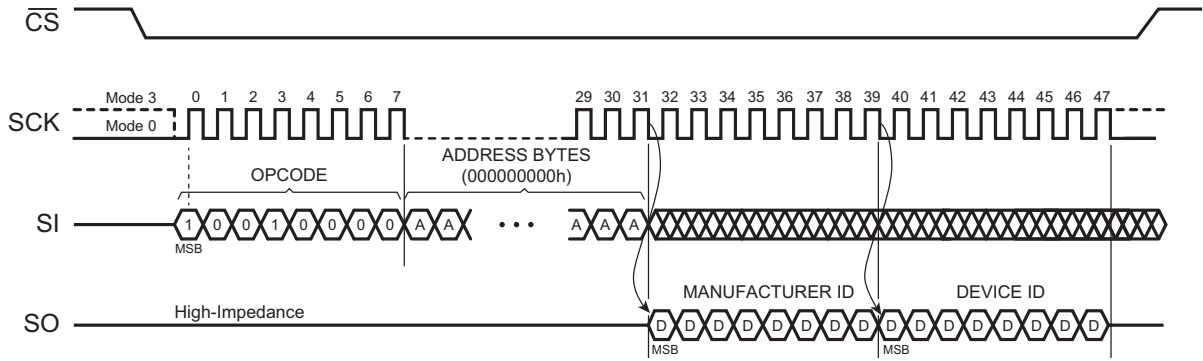 CS
Mode 3
0 1 2 3 4 5 6 7
29 30 31 32 33 34 35 36 37 38 39 40 41 42 43 44 45 46 47
SCK
Mode 0
ADDRESS BYTES
OPCODE
(000000000h)
SI
1 0 0 1 0 0 0 0 A A • • • A A A
MSB
MANUFACTURER ID
DEVICE ID
High-Impedance
SO
D D D D D D D D D D D D D D D D
MSB
MSB